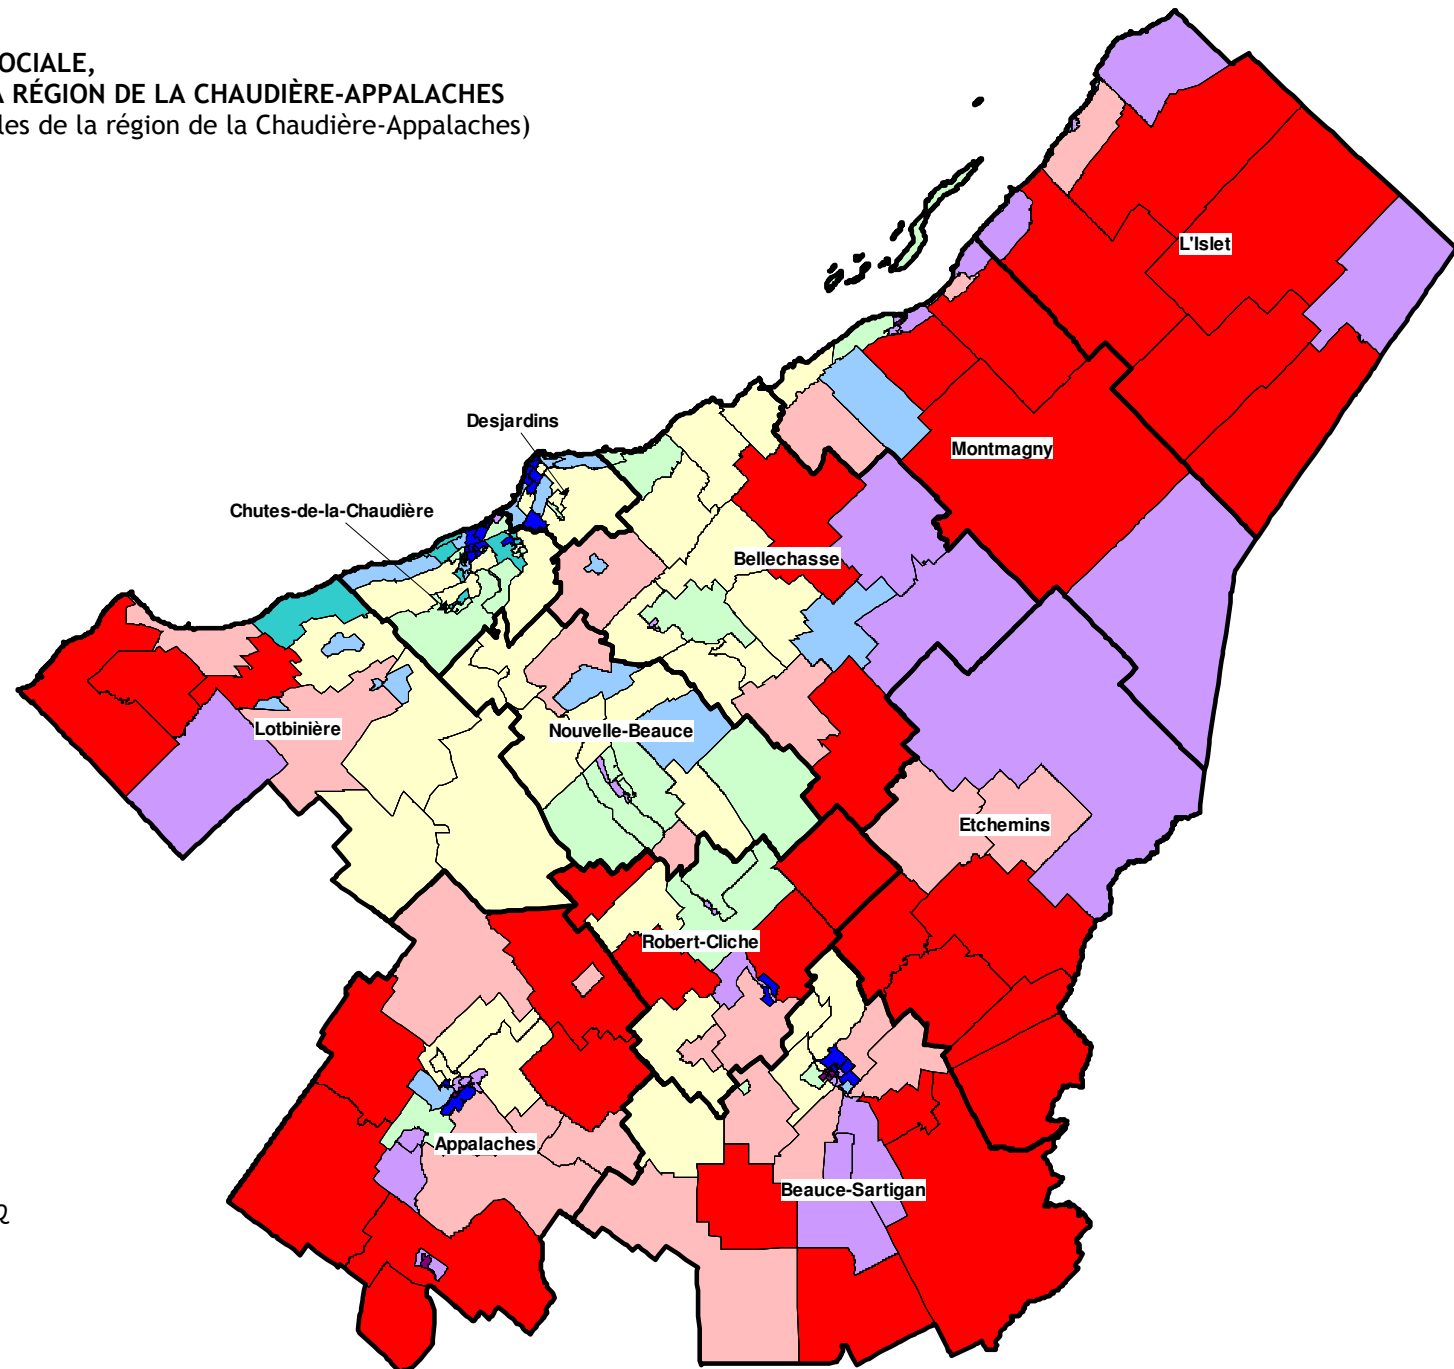 OCIALE,
A RÉGION DE LA CHAUDIÈRE-APPALACHES
les de la région de la Chaudière-Appalaches)
L'Islet
Desjardins
Montmagny
Chutes-de-la-Chaudière
Bellechasse
Lotbinière
Nouvelle-Beauce
Etchemins
Robert-Cliche
Appalaches
Beauce-Sartigan